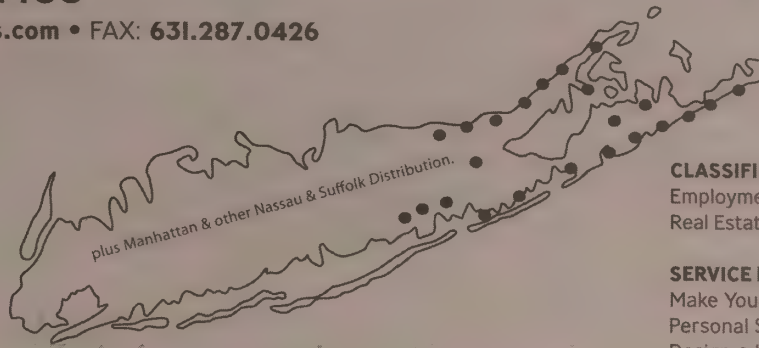 s.com • FAX: 631.287.0426
plus Manhattan & other Nassau & Suffolk Distribution.
CLASSIFI
Employme
Real Estat
SERVICE
Make You
Personal S